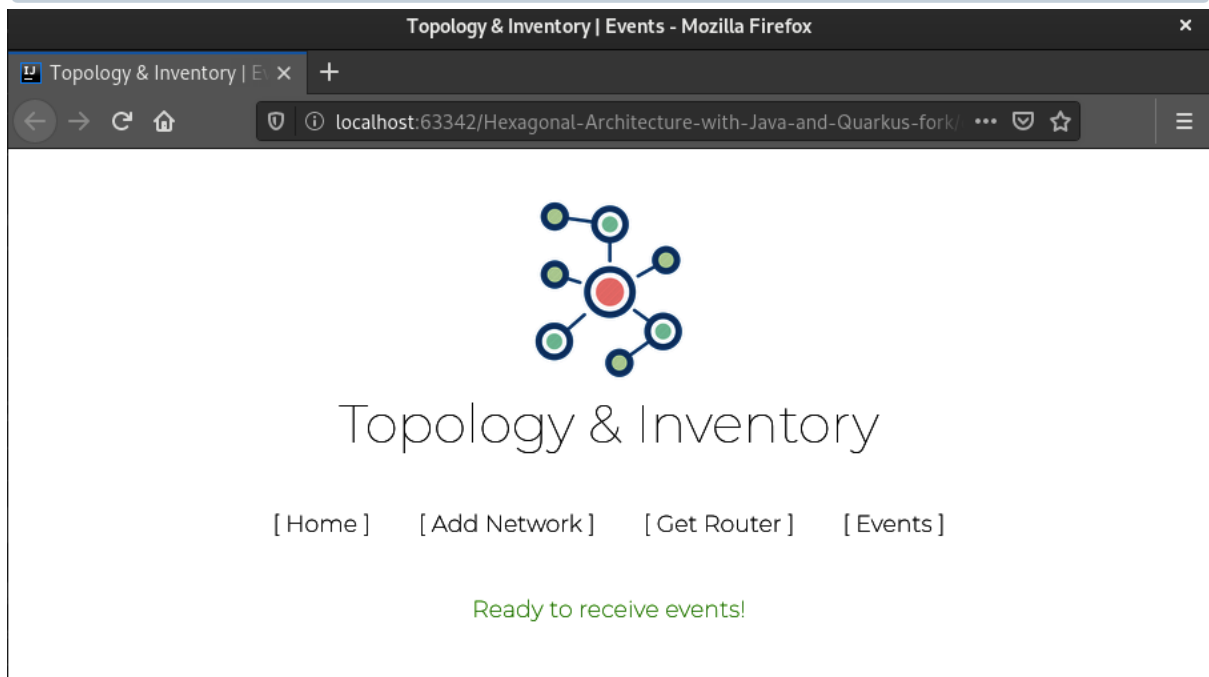 Topology & Inventory | Events - Mozilla Firefox
Topology & Inventory |
localhost:63342/Hexagonal-Architecture-with-Java-and-Quarkus-fork/
Topology & Inventory
[ Home ] [ Add Network ] [ Get Router ] [ Events ]
Ready to receive events!